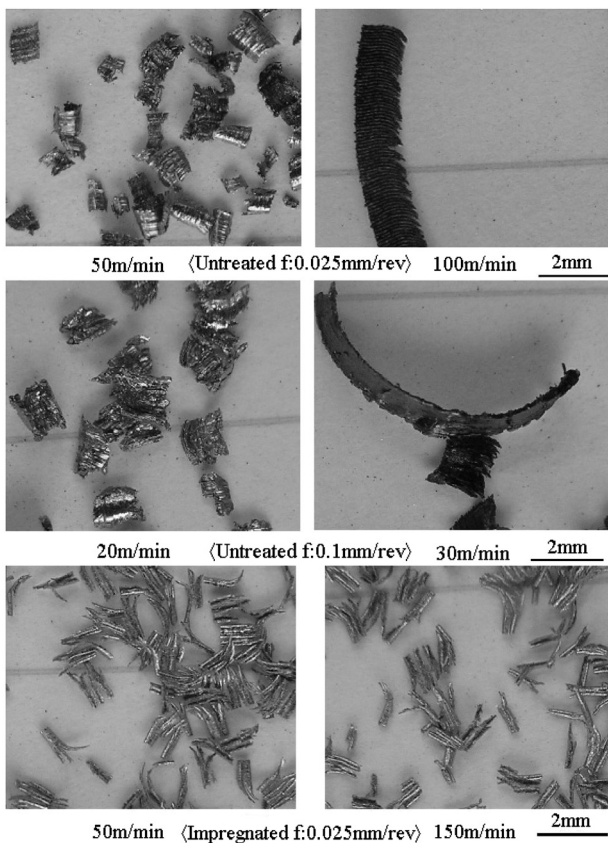 50m/min 〈Untreated f:0.025mm/rev〉 100m/min 2mm
20m/min 〈Untreated f:0.1mm/rev〉 30m/min 2mm
50m/min 〈Impregnated f:0.025mm/rev〉 150m/min 2mm